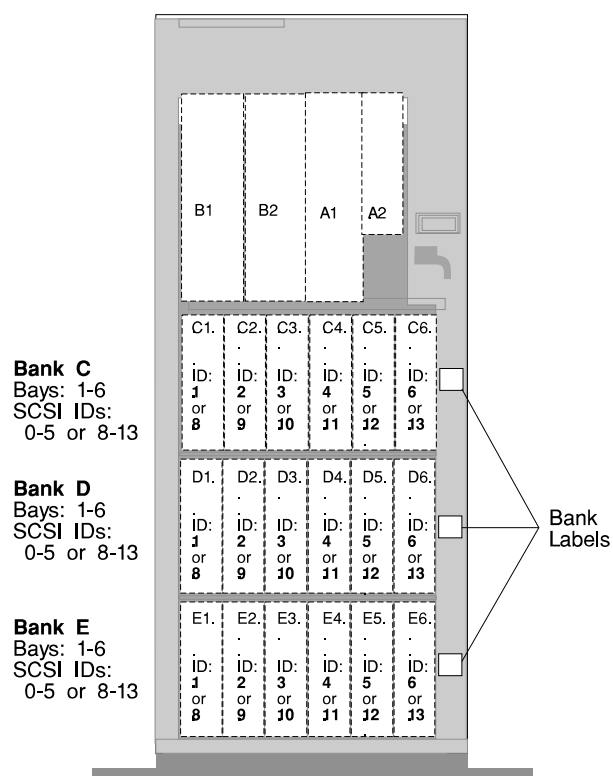 B1 B2 A1 A2
C1. C2. C3. C4. C5. C6.
. . . . . .
ID: ID: ID: ID: ID: ID:
1 2 3 4 5 6
or or or or or or
8 9 10 11 12 13
Bank C
Bays: 1-6
SCSI IDs:
0-5 or 8-13
D1. D2. D3. D4. D5. D6.
. . . . . .
ID: ID: ID: ID: ID: ID:
1 2 3 4 5 6
or or or or or or
8 9 10 11 12 13
Bank D
Bays: 1-6
SCSI IDs:
0-5 or 8-13
Bank
Labels
E1. E2. E3. E4. E5. E6.
. . . . . .
ID: ID: ID: ID: ID: ID:
1 2 3 4 5 6
or or or or or or
8 9 10 11 12 13
Bank E
Bays: 1-6
SCSI IDs:
0-5 or 8-13